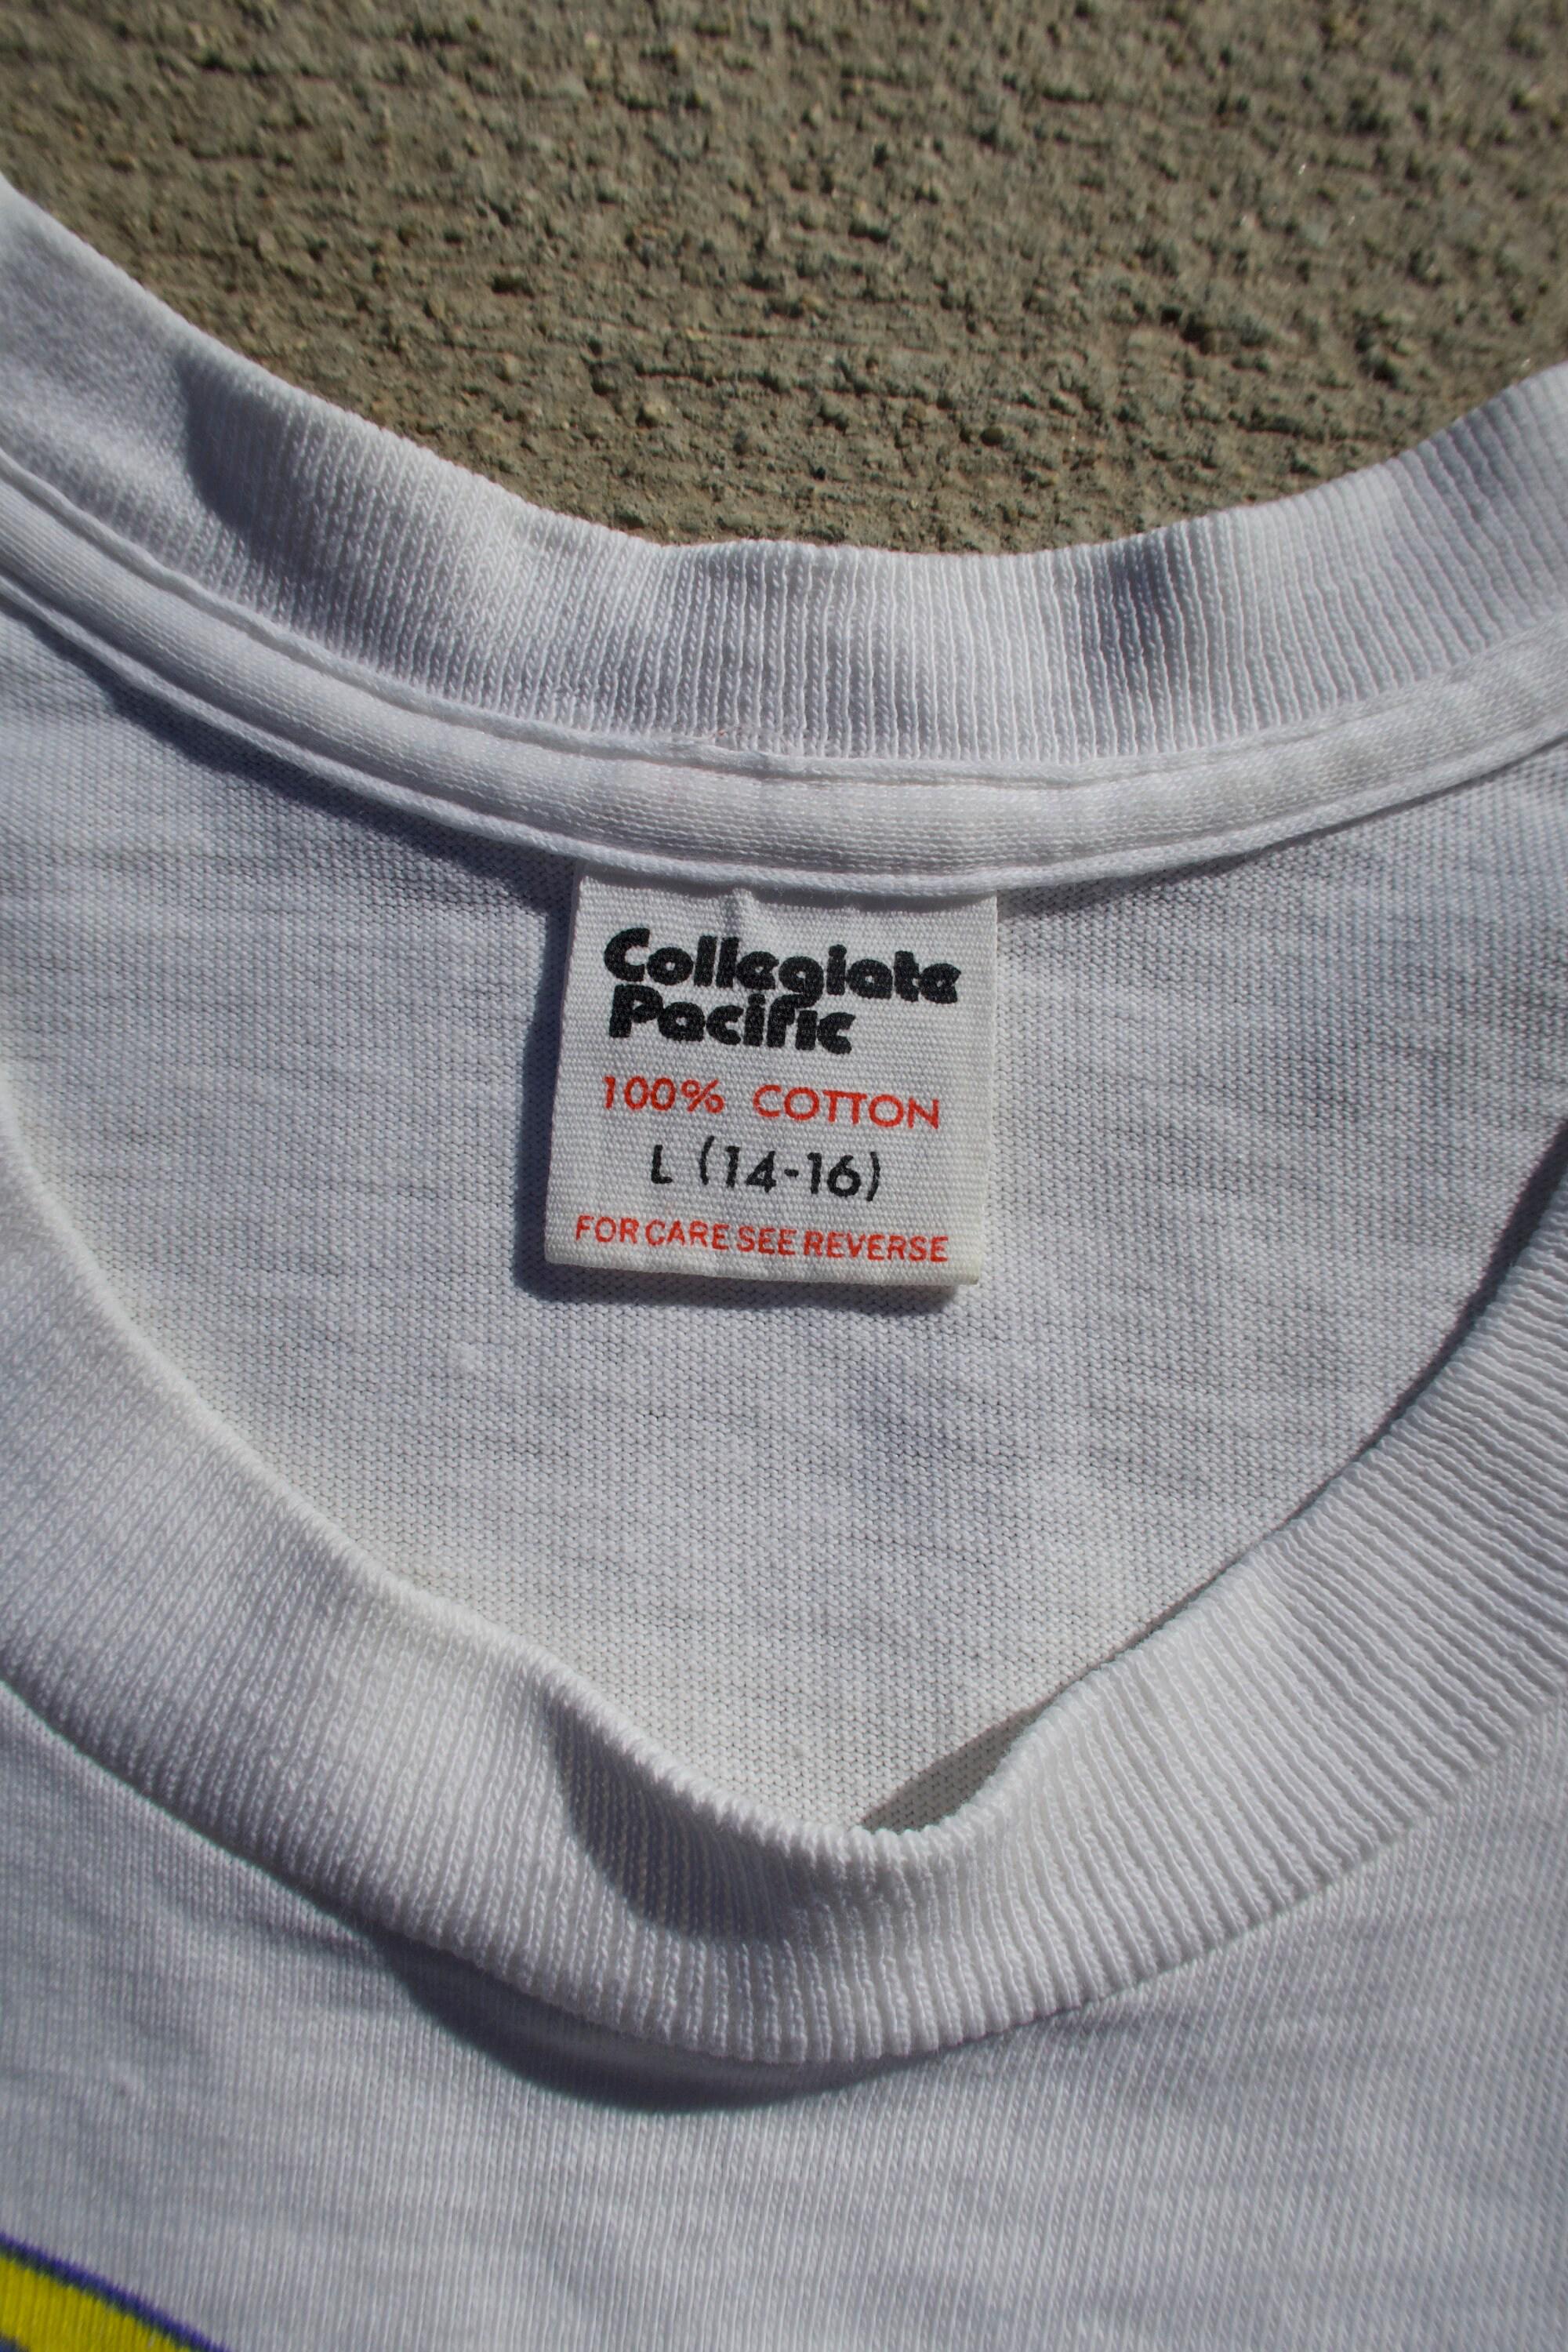 Collegiate
Pacific
100% COTTON
L (14-16)
FOR CARE SEE REVERSE